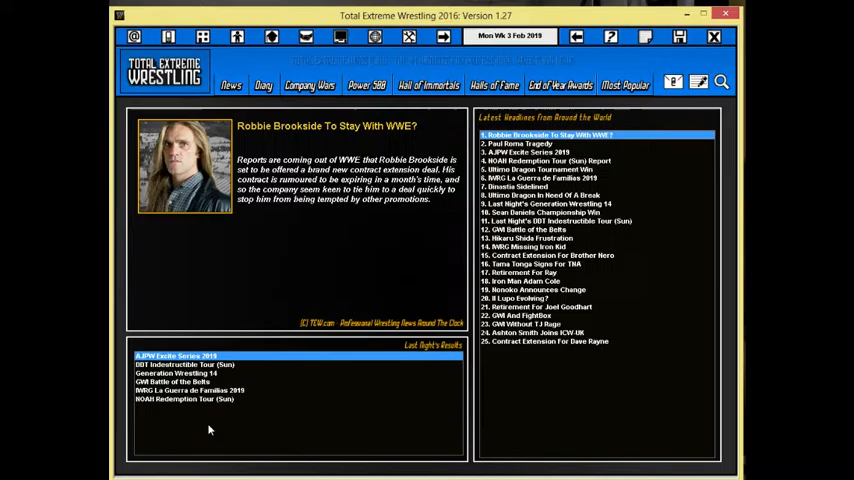 Total Extreme Wrestling 2016: Version 1.27
Mon Wk 3 Feb 2019
TOTAL EXTREME
WRESTLING
News
Diary
Company Wars
Power 500
Hall of Immortals
Halls of Fame
End of Year Awards
Most Popular
Robbie Brookside To Stay With WWE?
Reports are coming out of WWE that Robbie Brookside is
set to be offered a brand new contract extension deal. His
contract is rumoured to be expiring in a month's time, and
so the company seem keen to tie him to a deal quickly to
stop him from being tempted by other promotions.
(C) TEW.com - Professional Wrestling News Around The Clock
Last Night's Results
AJPW Excite Series 2019
DDT Indestructible Tour (Sun)
Generation Wrestling 14
GWI Battle of the Belts
IWRG La Guerra de Familias 2019
NOAH Redemption Tour (Sun)
Latest Headlines From Around the World
1. Robbie Brookside To Stay With WWE?
2. Paul Roma Tragedy
3. AJPW Excite Series 2019
4. NOAH Redemption Tour (Sun) Report
5. Ultimo Dragon Tournament Win
6. IWRG La Guerra de Familias 2019
7. Dinastia Sidelined
8. Ultimo Dragon In Need Of A Break
9. Last Night's Generation Wrestling 14
10. Sean Daniels Championship Win
11. Last Night's DDT Indestructible Tour (Sun)
12. GWI Battle of the Belts
13. Hikaru Shida Frustration
14. IWRG Missing Iron Kid
15. Contract Extension For Brother Nero
16. Tama Tonga Signs For TNA
17. Retirement For Ray
18. Iron Man Adam Cole
19. Nonoko Announces Change
20. Il Lupo Evolving?
21. Retirement For Joel Goodhart
22. GWI And FightBox
23. GWI Without TJ Rage
24. Ashton Smith Joins ICW-UK
25. Contract Extension For Dave Rayne